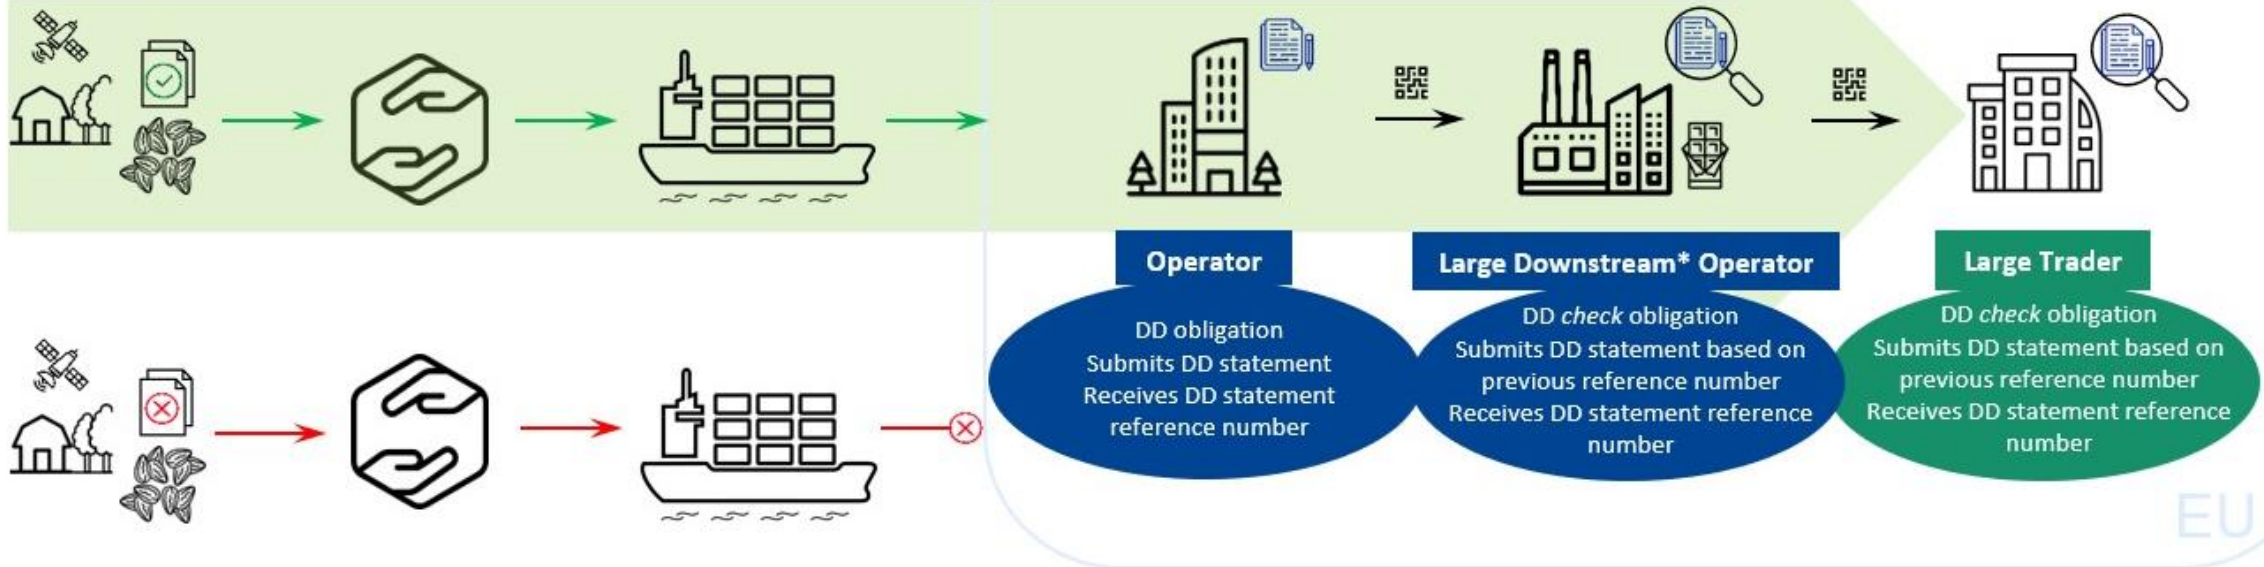 Operator
DD obligation
Submits DD statement
Receives DD statement
reference number
Large Downstream* Operator
DD check obligation
Submits DD statement based on
previous reference number
Receives DD statement reference
number
Large Trader
DD check obligation
Submits DD statement based on
previous reference number
Receives DD statement reference
number
EU